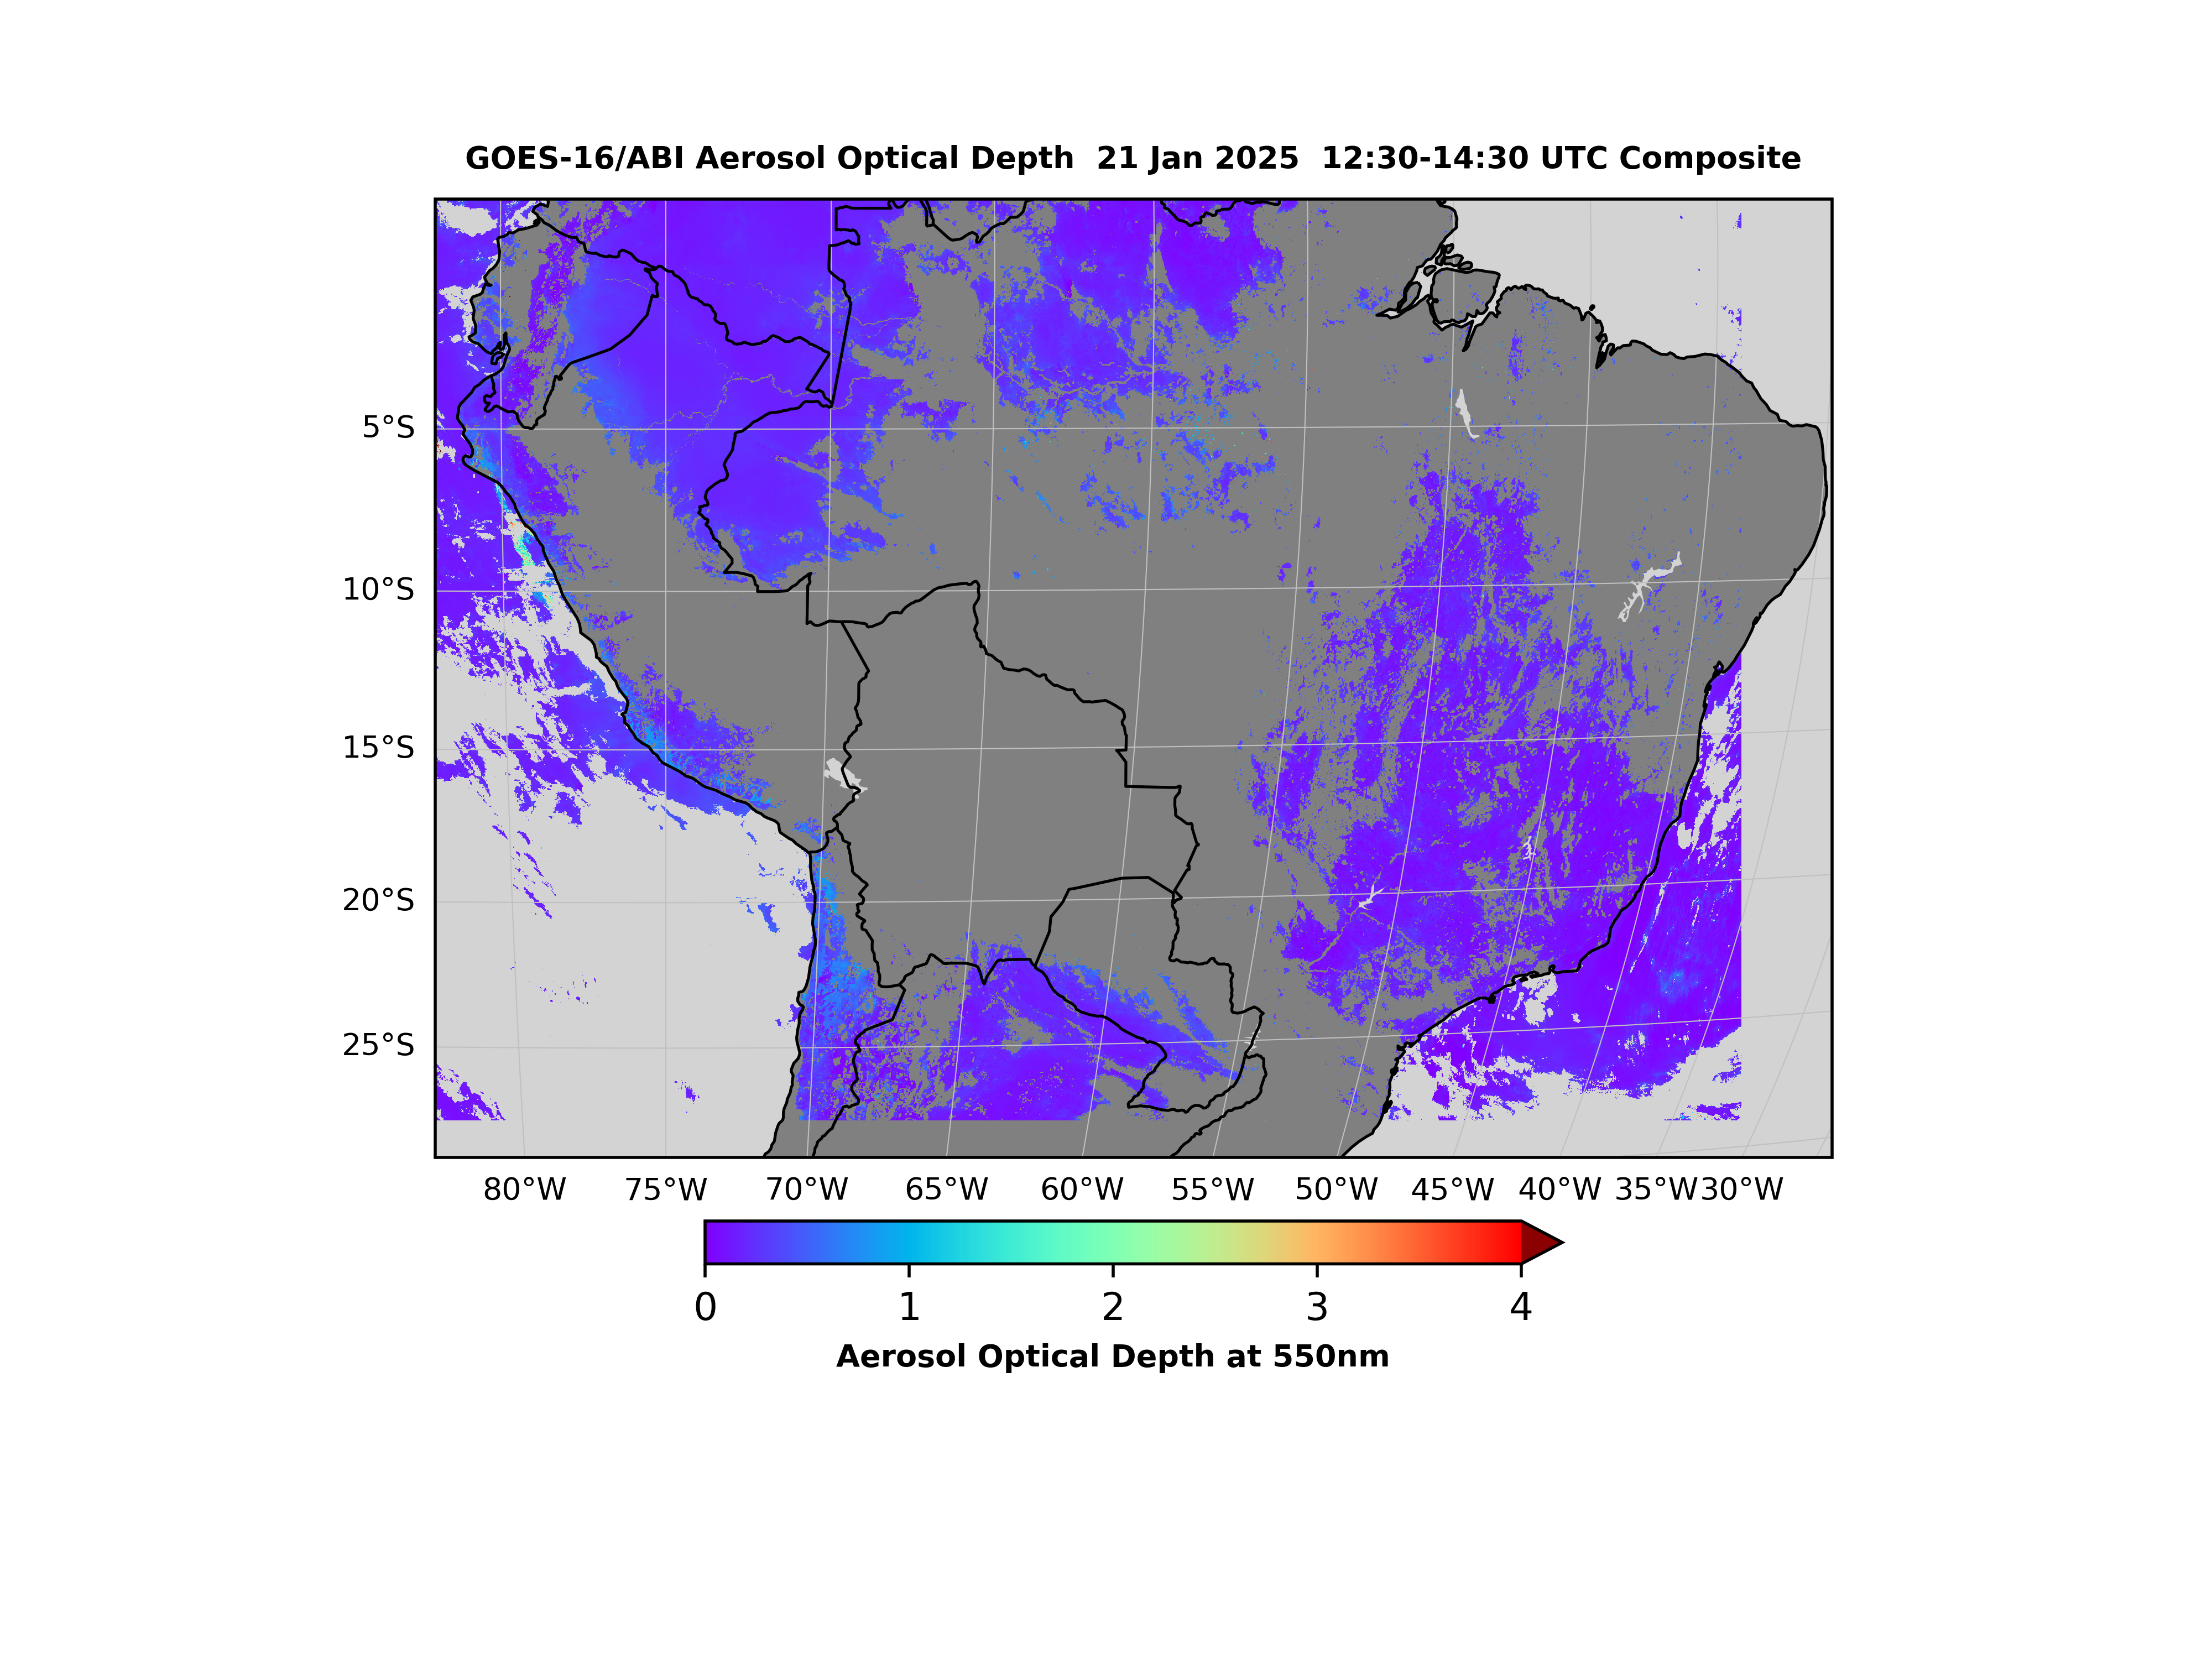 GOES-16/ABI Aerosol Optical Depth  21 Jan 2025  12:30-14:30 UTC Composite
5°S
10°S
15°S
20°S
25°S
80°W 75°W 70°W 65°W 60°W 55°W 50°W 45°W 40°W 35°W 30°W
0 1 2 3 4
Aerosol Optical Depth at 550nm